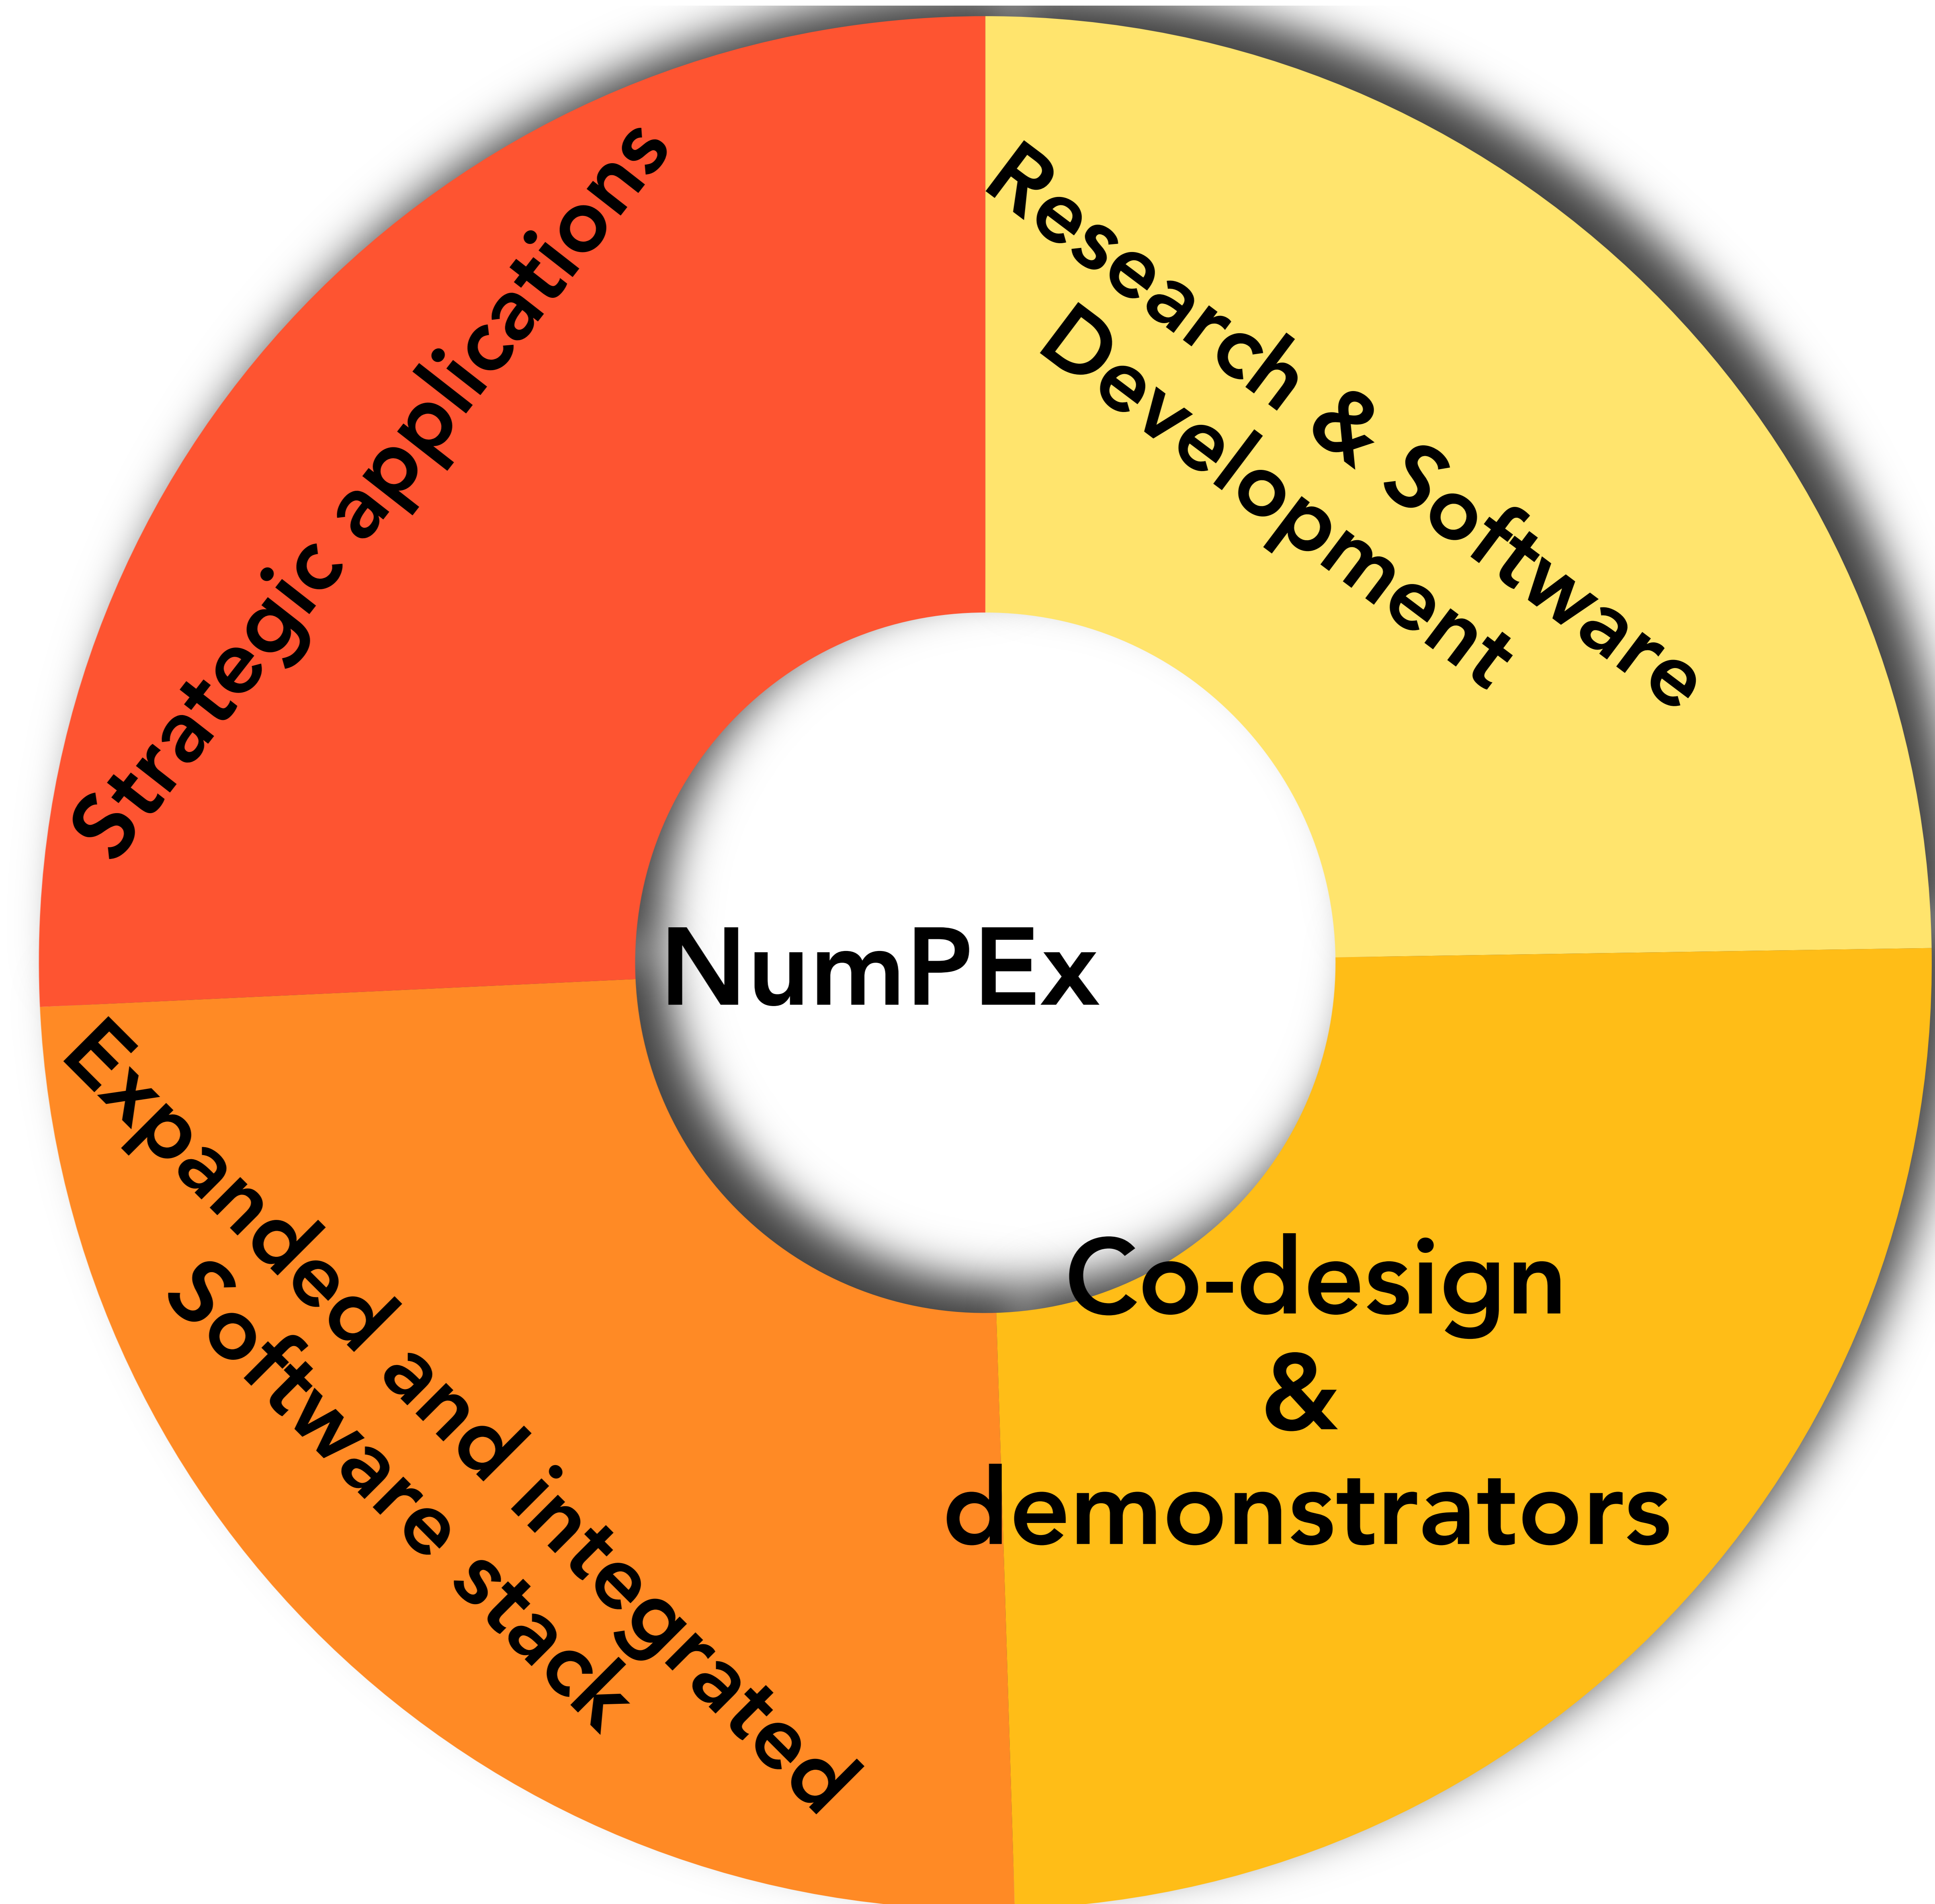 Strategic applications
Research & Software
Development
NumPEx
Expanded and integrated
Software stack
Co-design
&
demonstrators